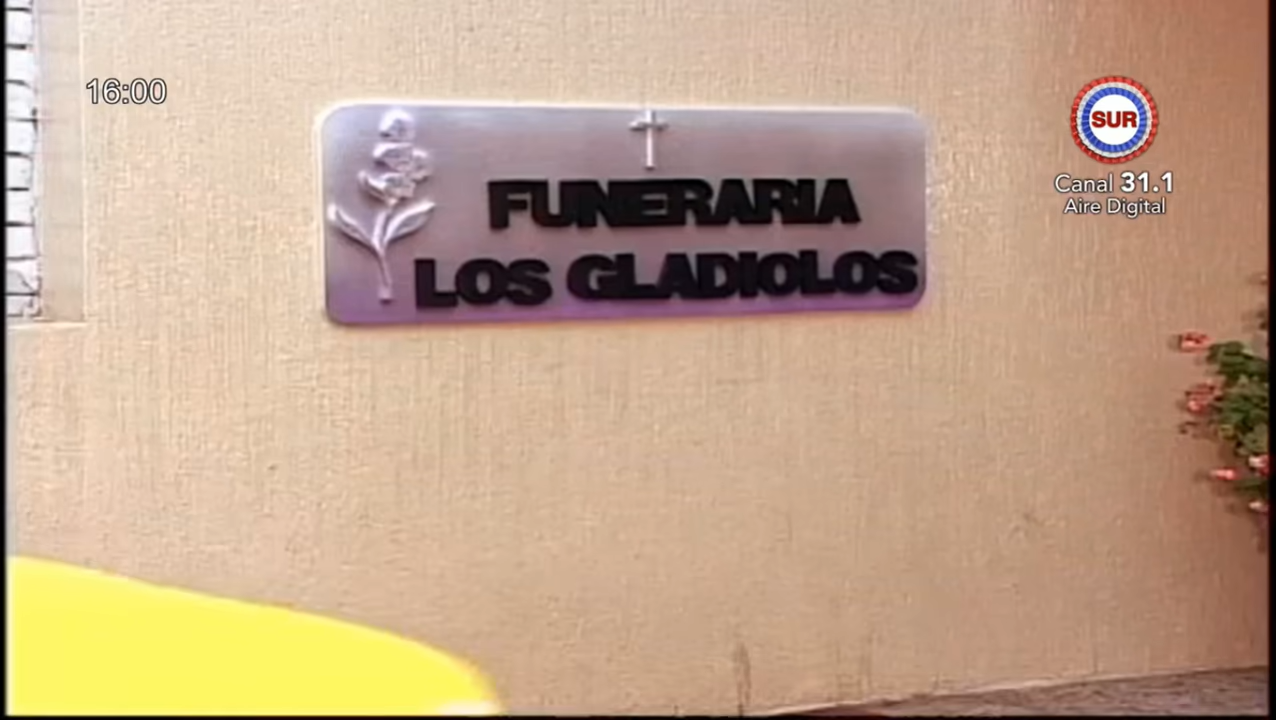 16:00
FUNERARIA
LOS GLADIOLOS
SUR
Canal 31.1
Aire Digital